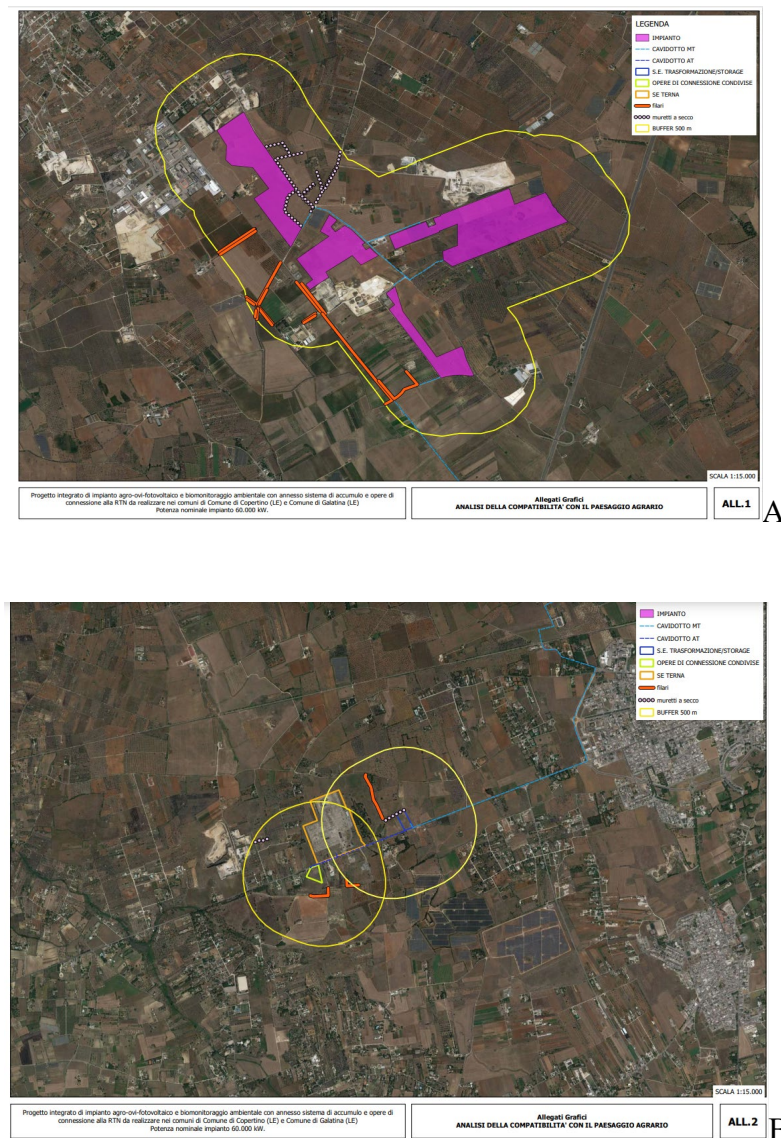 LEGENDA
IMPIANTO
CAVIDOTTO MT
CAVIDOTTO AT
S.E. TRASFORMAZIONE/STORAGE
OPERE DI CONNESSIONE CONDIVISE
SE TERNA
filari
muretti a secco
BUFFER 500 m
SCALA 1:15.000
Progetto integrato di impianto agro-ovi-fotovoltaico e biomonitoraggio ambientale con annesso sistema di accumulo e opere di
connessione alla RTN da realizzare nei comuni di Comune di Copertino (LE) e Comune di Galatina (LE)
Potenza nominale impianto 60.000 kW.
Allegati Grafici
ANALISI DELLA COMPATIBILITA' CON IL PAESAGGIO AGRARIO
ALL.1
A
IMPIANTO
CAVIDOTTO MT
CAVIDOTTO AT
S.E. TRASFORMAZIONE/STORAGE
OPERE DI CONNESSIONE CONDIVISE
SE TERNA
filari
muretti a secco
BUFFER 500 m
SCALA 1:15.000
Progetto integrato di impianto agro-ovi-fotovoltaico e biomonitoraggio ambientale con annesso sistema di accumulo e opere di
connessione alla RTN da realizzare nei comuni di Comune di Copertino (LE) e Comune di Galatina (LE)
Potenza nominale impianto 60.000 kW.
Allegati Grafici
ANALISI DELLA COMPATIBILITA' CON IL PAESAGGIO AGRARIO
ALL.2